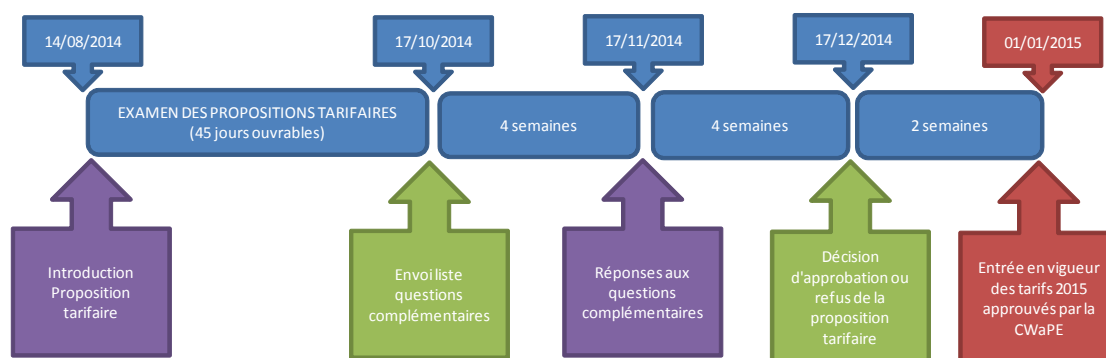 14/08/2014
17/10/2014
17/11/2014
17/12/2014
01/01/2015
EXAMEN DES PROPOSITIONS TARIFAIRES
(45 jours ouvrables)
4 semaines
4 semaines
2 semaines
Introduction
Proposition
tarifaire
Envoi liste
questions
complémentaires
Réponses aux
questions
complémentaires
Décision
d'approbation ou
refus de la
proposition
tarifaire
Entrée en vigueur
des tarifs 2015
approuvés par la
CWaPE